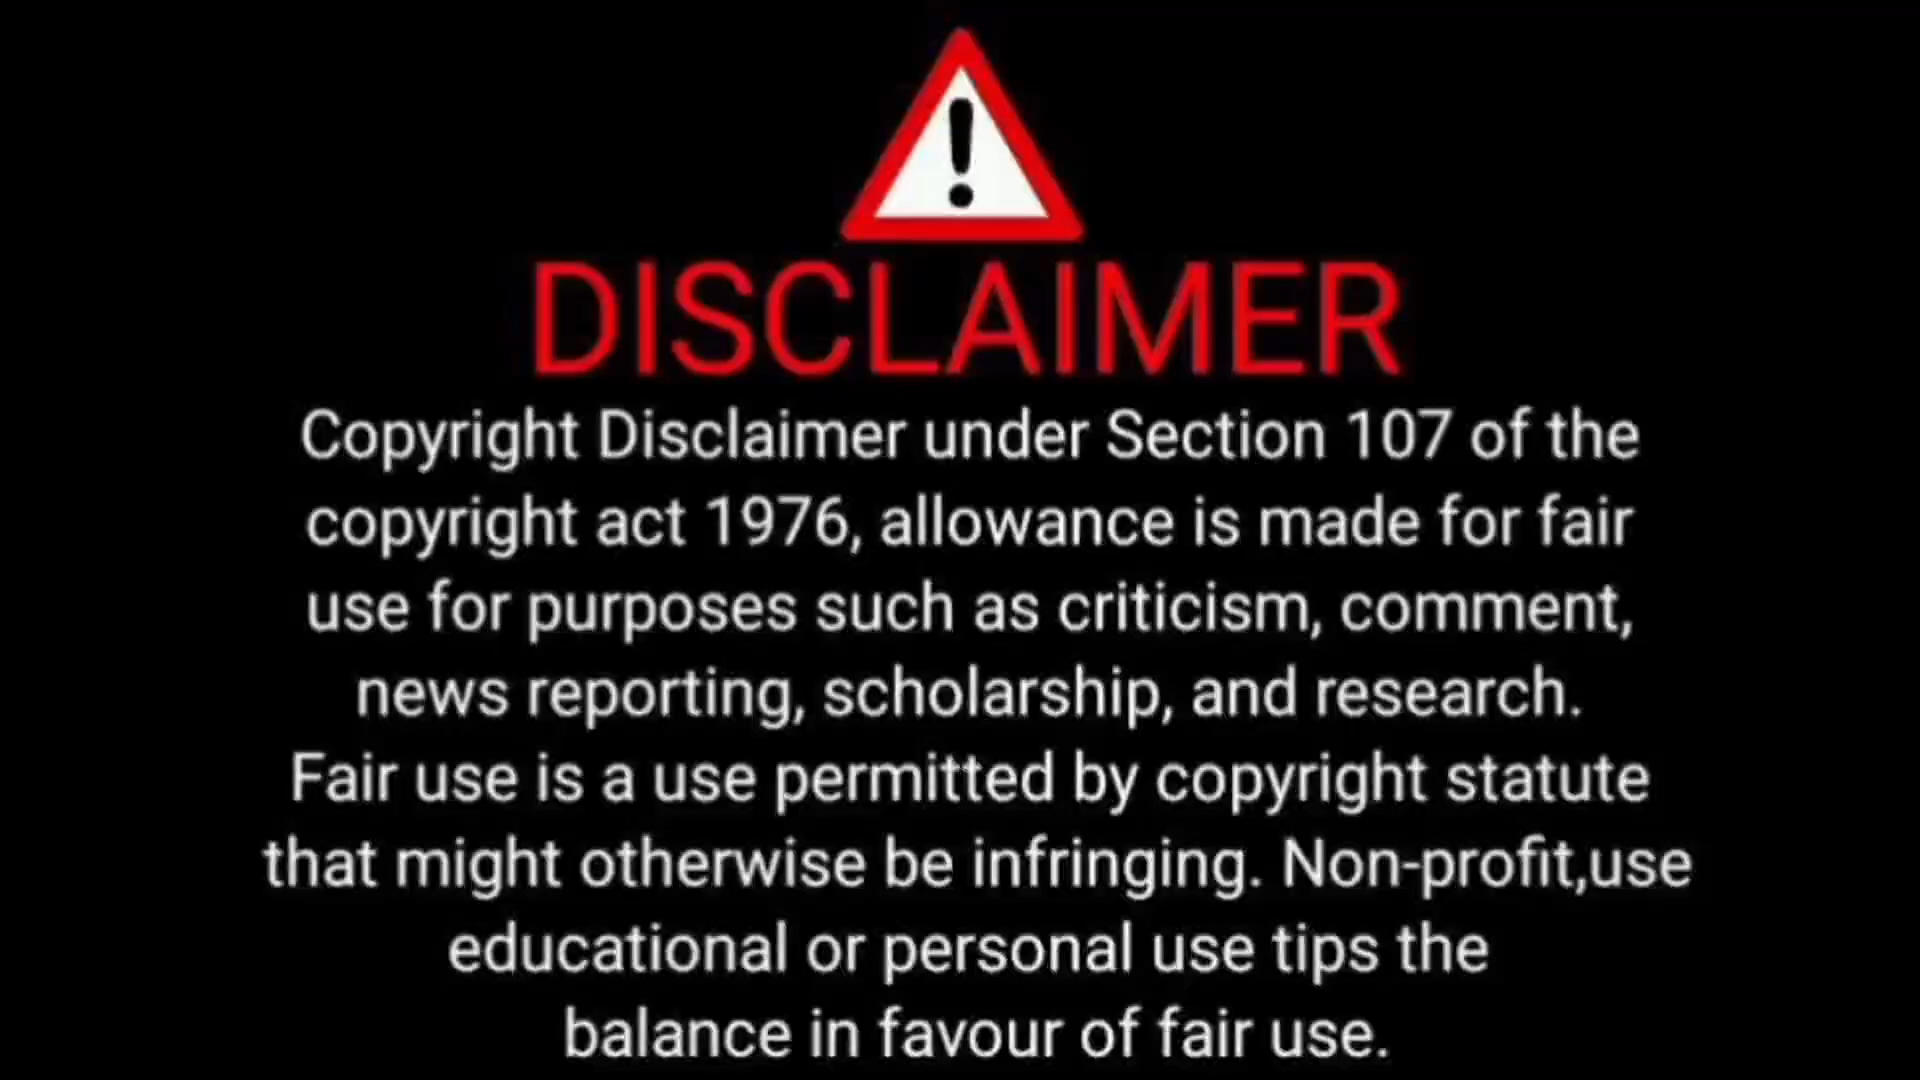 DISCLAIMER
Copyright Disclaimer under Section 107 of the
copyright act 1976, allowance is made for fair
use for purposes such as criticism, comment,
news reporting, scholarship, and research.
Fair use is a use permitted by copyright statute
that might otherwise be infringing. Non-profit,use
educational or personal use tips the
balance in favour of fair use.